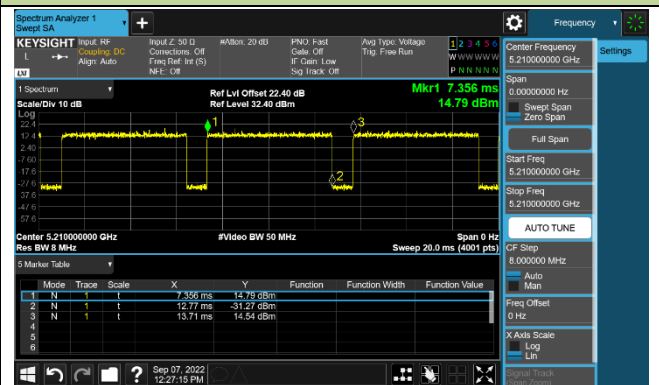 Spectrum Analyzer 1
Swept SA
Frequency
KEYSIGHT Input: RF
Coupling: DC
Align: Auto
L
LXI
Input Z: 50 Ω
Corrections: Off
Freq Ref: Int (S)
NFE: Off
#Atten: 20 dB
PNO: Fast
Gate: Off
IF Gain: Low
Sig Track: Off
Avg Type: Voltage
Trig: Free Run
1 2 3 4 5 6
W W W W W W
P N N N N N
1 Spectrum
Scale/Div 10 dB
Ref Lvl Offset 22.40 dB
Ref Level 32.40 dBm
Mkr1 7.356 ms
14.79 dBm
Log
22.4
12.4
2.40
-7.60
-17.6
-27.6
-37.6
-47.6
-57.6
1
2
3
Center 5.210000000 GHz
Res BW 8 MHz
#Video BW 50 MHz
Span 0 Hz
Sweep 20.0 ms (4001 pts)
5 Marker Table
Mode Trace Scale X Y Function Function Width Function Value
1 N 1 t 7.356 ms 14.79 dBm
2 N 1 t 12.77 ms -31.27 dBm
3 N 1 t 13.71 ms 14.54 dBm
4
5
6
Sep 07, 2022
12:27:15 PM
Center Frequency
5.210000000 GHz
Settings
Span
0.00000000 Hz
Swept Span
Zero Span
Full Span
Start Freq
5.210000000 GHz
Stop Freq
5.210000000 GHz
AUTO TUNE
CF Step
8.000000 MHz
Auto
Man
Freq Offset
0 Hz
X Axis Scale
Log
Lin
Signal Track
(Span Zoom)